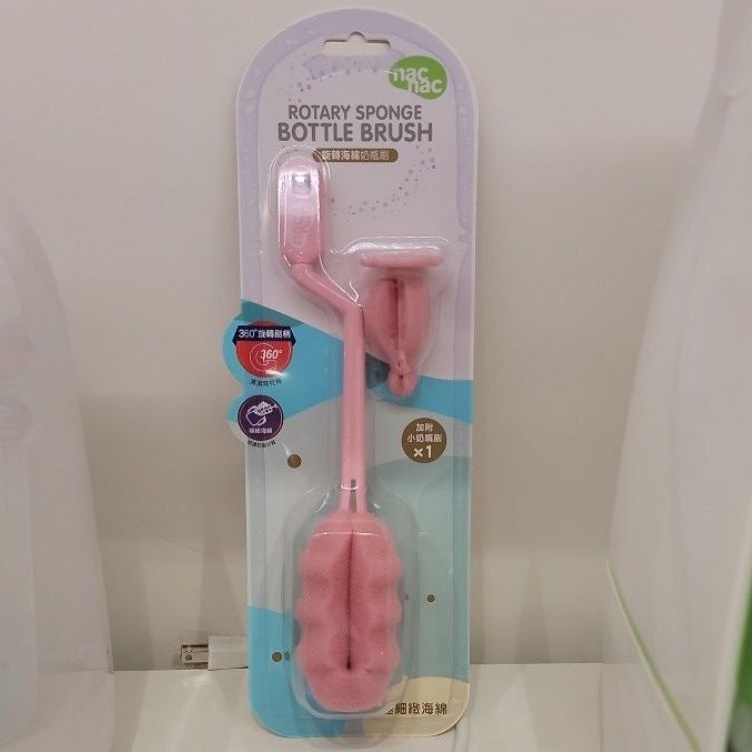 nac
nac
ROTARY SPONGE
BOTTLE BRUSH
旋轉海綿奶瓶刷
360°旋轉刷柄
360°
加附
小奶嘴刷
x1
細緻海綿